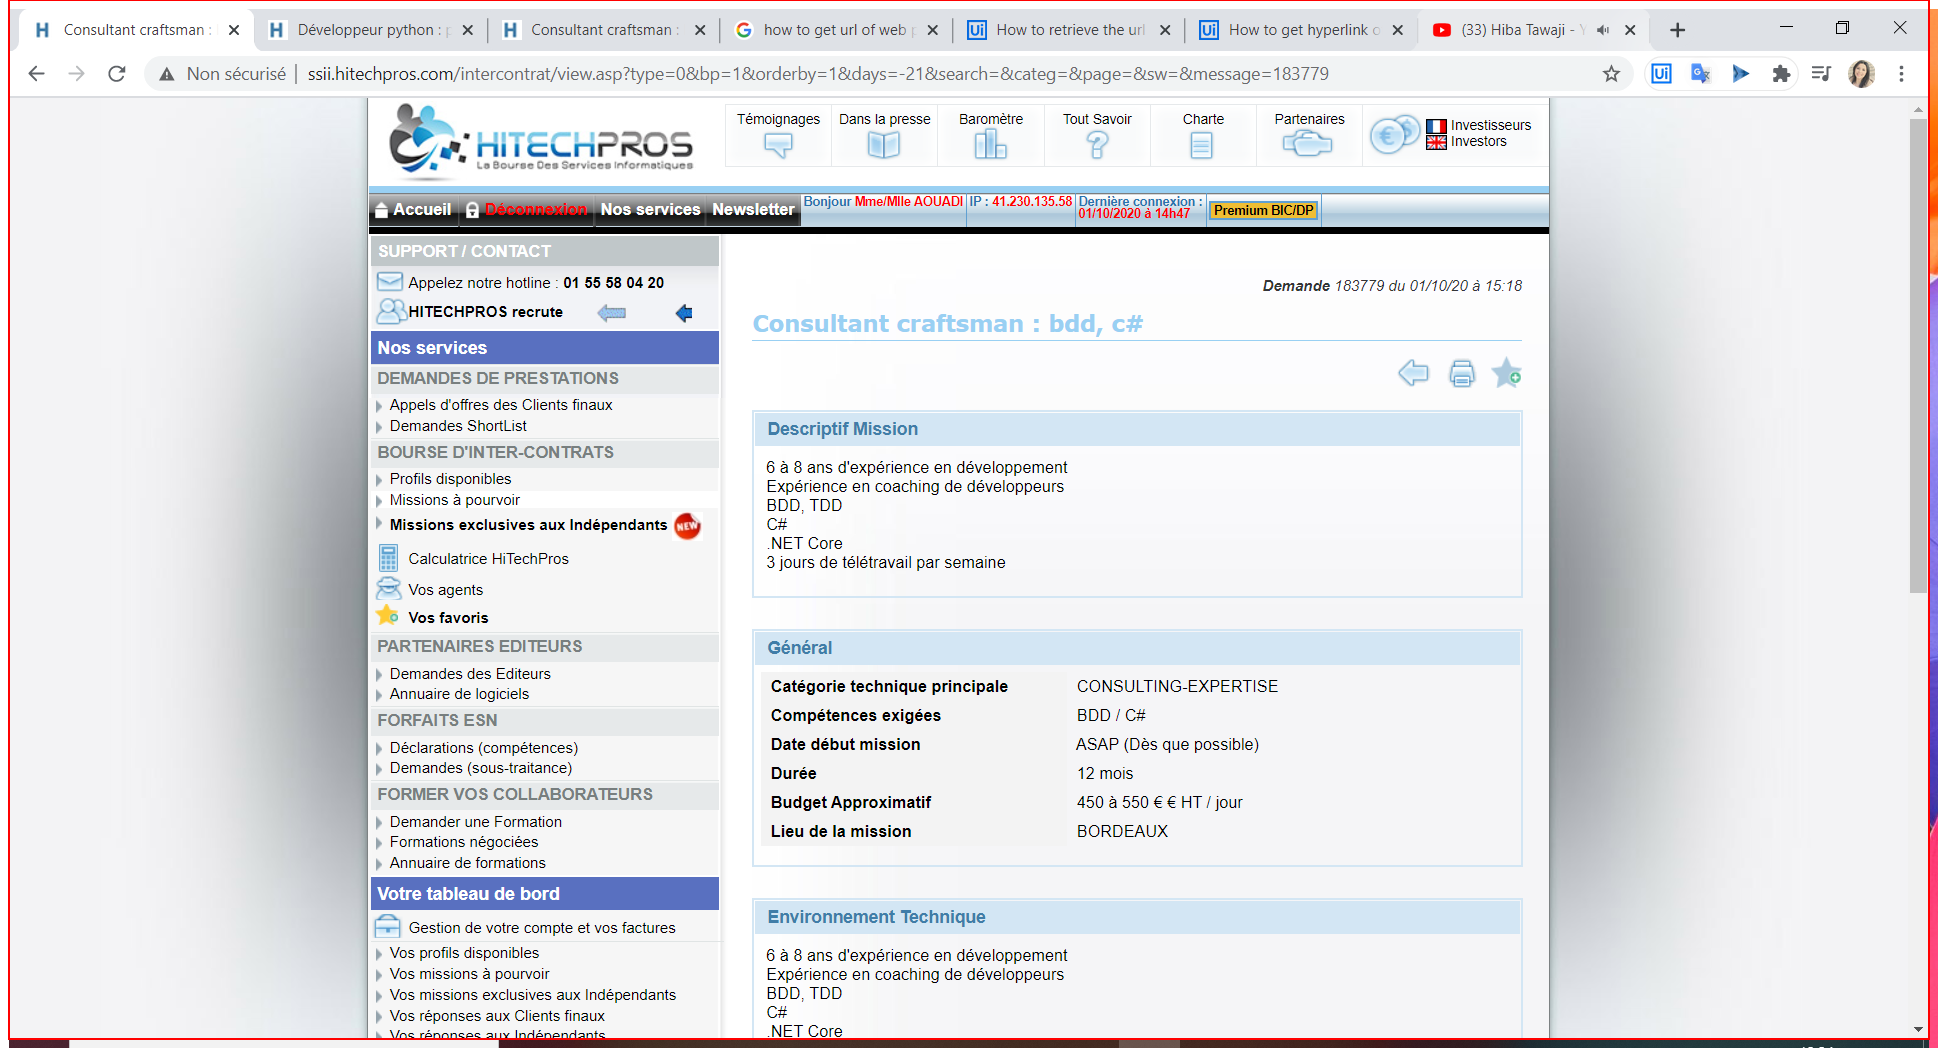 Consultant craftsman :
Développeur python : p
Consultant craftsman :
how to get url of web p
How to retrieve the url
How to get hyperlink o
(33) Hiba Tawaji - Y
Non sécurisé | ssii.hitechpros.com/intercontrat/view.asp?type=0&bp=1&orderby=1&days=-21&search=&categ=&page=&sw=&message=183779
HITECHPROS
La Bourse Des Services Informatiques
Témoignages
Dans la presse
Baromètre
Tout Savoir
Charte
Partenaires
Investisseurs
Investors
Accueil
Déconnexion
Nos services
Newsletter
Bonjour Mme/Mlle AOUADI
IP : 41.230.135.58
Dernière connexion :
01/10/2020 à 14h47
Premium BIC/DP
SUPPORT / CONTACT
Appelez notre hotline : 01 55 58 04 20
HITECHPROS recrute
Nos services
DEMANDES DE PRESTATIONS
Appels d'offres des Clients finaux
Demandes ShortList
BOURSE D'INTER-CONTRATS
Profils disponibles
Missions à pourvoir
Missions exclusives aux Indépendants NEW
Calculatrice HiTechPros
Vos agents
Vos favoris
PARTENAIRES EDITEURS
Demandes des Editeurs
Annuaire de logiciels
FORFAITS ESN
Déclarations (compétences)
Demandes (sous-traitance)
FORMER VOS COLLABORATEURS
Demander une Formation
Formations négociées
Annuaire de formations
Votre tableau de bord
Gestion de votre compte et vos factures
Vos profils disponibles
Vos missions à pourvoir
Vos missions exclusives aux Indépendants
Vos réponses aux Clients finaux
Vos réponses aux Indépendants
Demande 183779 du 01/10/20 à 15:18
Consultant craftsman : bdd, c#
Descriptif Mission
6 à 8 ans d'expérience en développement
Expérience en coaching de développeurs
BDD, TDD
C#
.NET Core
3 jours de télétravail par semaine
Général
Catégorie technique principale CONSULTING-EXPERTISE
Compétences exigées BDD / C#
Date début mission ASAP (Dès que possible)
Durée 12 mois
Budget Approximatif 450 à 550 € € HT / jour
Lieu de la mission BORDEAUX
Environnement Technique
6 à 8 ans d'expérience en développement
Expérience en coaching de développeurs
BDD, TDD
C#
.NET Core